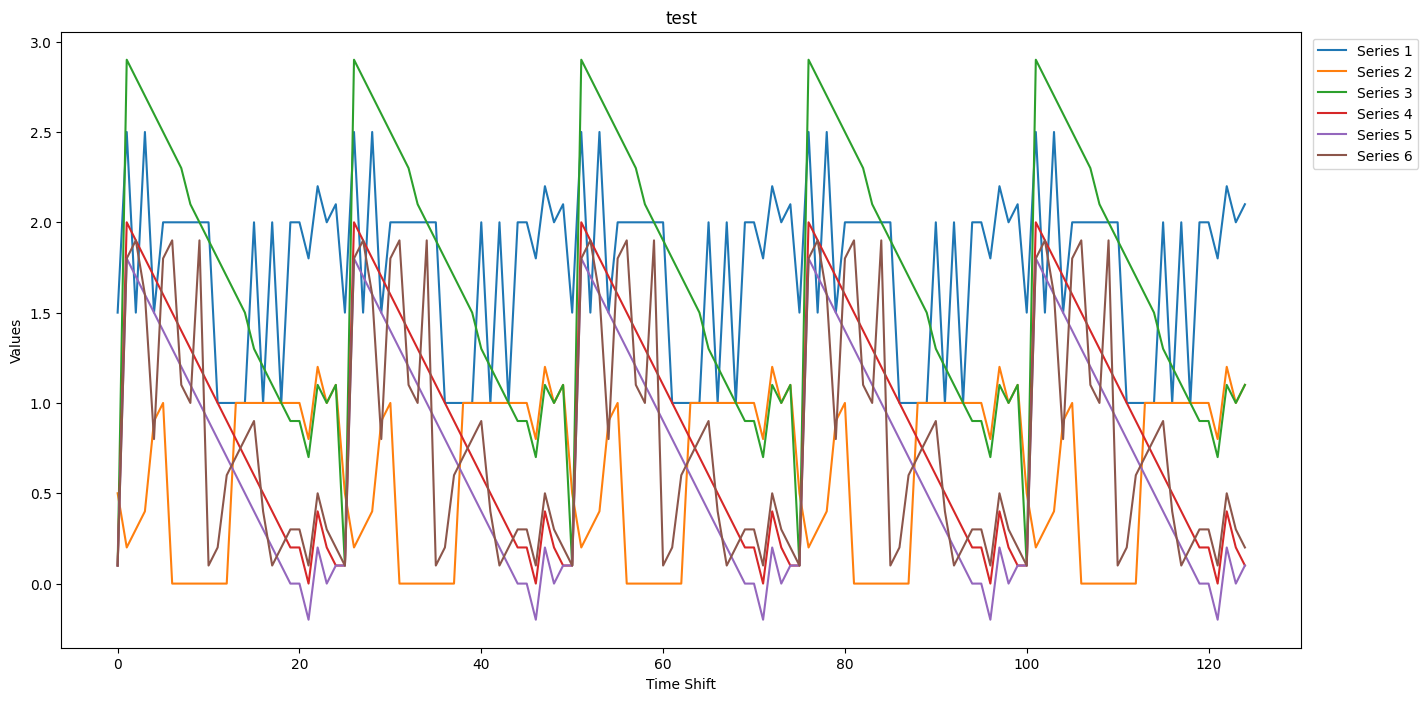 test
3.0
2.5
2.0
1.5
1.0
0.5
0.0
Values
0 20 40 60 80 100 120
Time Shift
Series 1
Series 2
Series 3
Series 4
Series 5
Series 6